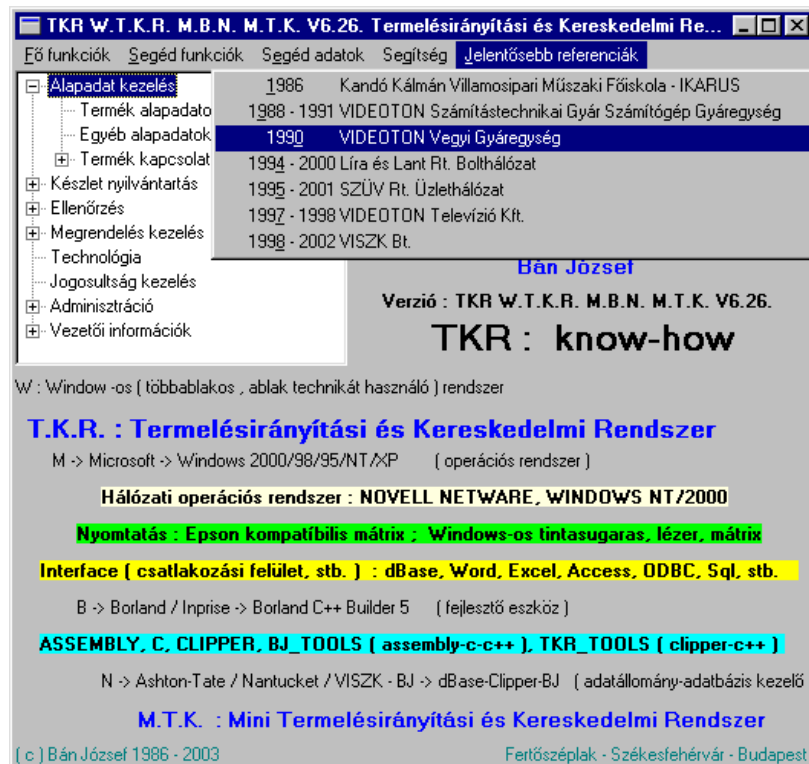 TKR W.T.K.R. M.B.N. M.T.K. V6.26. Termelésirányítási és Kereskedelmi Re...
Fő funkciók Segéd funkciók Segéd adatok Segítség Jelentősebb referenciák
Alapadat kezelés
Termék alapadato
Egyéb alapadatok
Termék kapcsolat
Készlet nyilvántartás
Ellenőrzés
Megrendelés kezelés
Technológia
Jogosultság kezelés
Adminisztráció
Vezetői információk
1986 Kandó Kálmán Villamosipari Műszaki Főiskola - IKARUS
1988 - 1991 VIDEOTON Számítástechnikai Gyár Számítógép Gyáregység
1990 VIDEOTON Vegyi Gyáregység
1994 - 2000 Líra és Lant Rt. Bolthálózat
1995 - 2001 SZÜV Rt. Üzlethálózat
1997 - 1998 VIDEOTON Televízió Kft.
1998 - 2002 VISZK Bt.
Bán József
Verzió : TKR W.T.K.R. M.B.N. M.T.K. V6.26.
TKR : know-how
W : Window -os ( többablakos , ablak technikát használó ) rendszer
T.K.R. : Termelésirányítási és Kereskedelmi Rendszer
M -> Microsoft -> Windows 2000/98/95/NT/XP ( operációs rendszer )
Hálózati operációs rendszer : NOVELL NETWARE, WINDOWS NT/2000
Nyomtatás : Epson kompatíbilis mátrix ; Windows-os tintasugaras, lézer, mátrix
Interface ( csatlakozási felület, stb. ) : dBase, Word, Excel, Access, ODBC, Sql, stb.
B -> Borland / Inprise -> Borland C++ Builder 5 ( fejlesztő eszköz )
ASSEMBLY, C, CLIPPER, BJ_TOOLS ( assembly-c-c++ ), TKR_TOOLS ( clipper-c++ )
N -> Ashton-Tate / Nantucket / VISZK - BJ -> dBase-Clipper-BJ ( adatállomány-adatbázis kezelő
M.T.K. : Mini Termelésirányítási és Kereskedelmi Rendszer
( c ) Bán József 1986 - 2003 Fertőszéplak - Székesfehérvár - Budapest